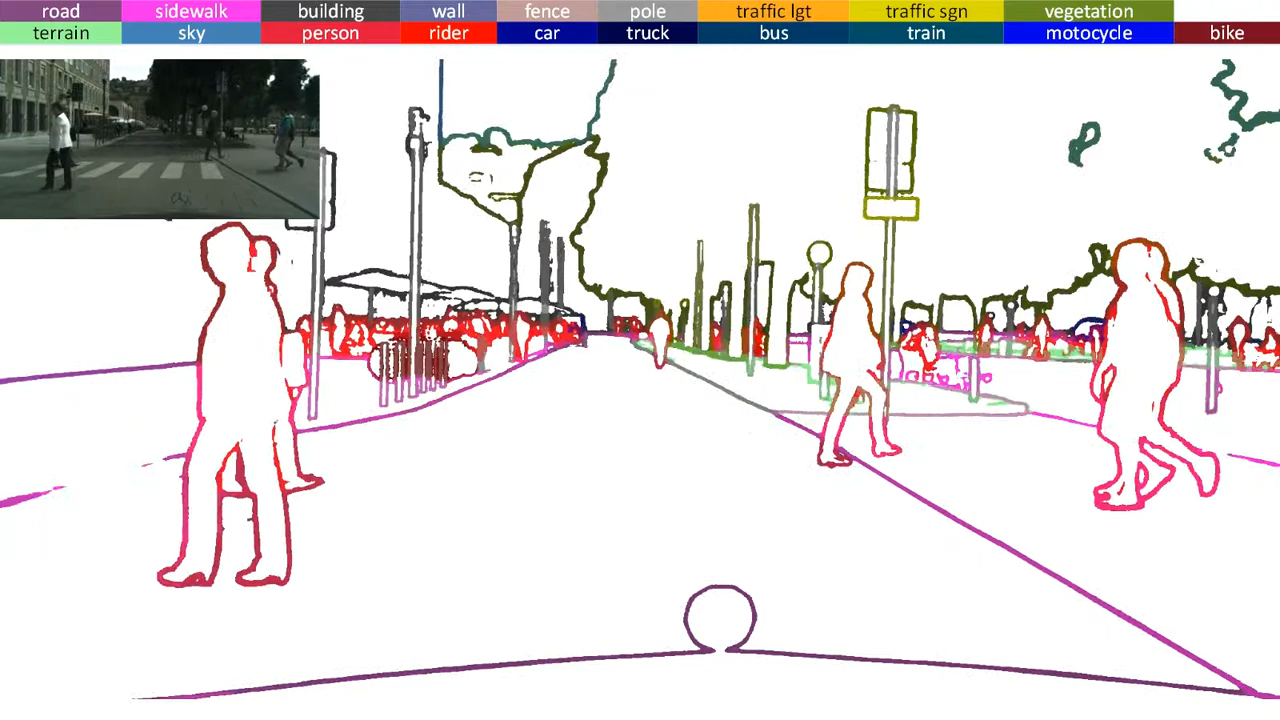 road sidewalk building wall fence pole traffic lgt traffic sgn vegetation
terrain sky person rider car truck bus train motocycle bike